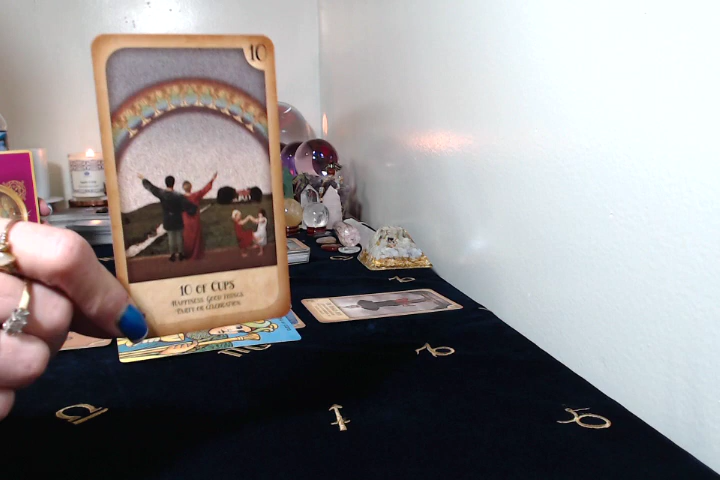 10
10 OF CUPS
HAPPINESS GOOD THINGS
PARTY OR CELEBRATION